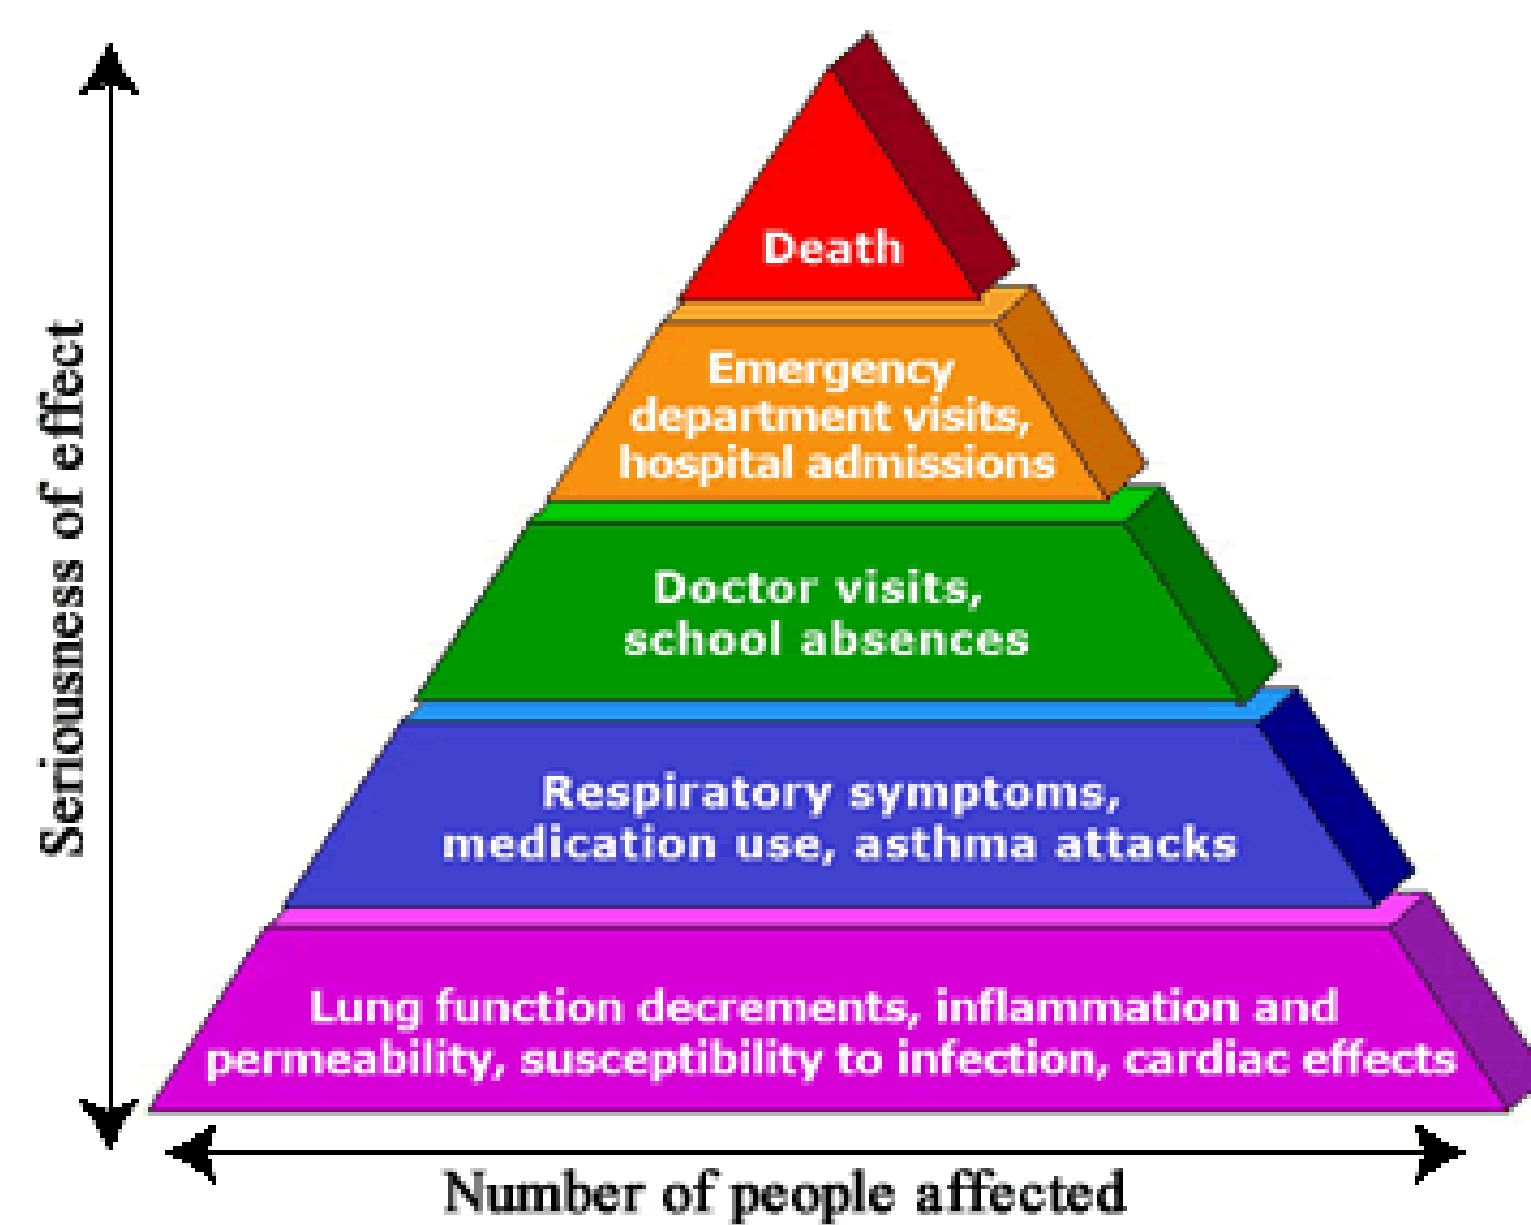 Seriousness of effect
Death
Emergency
department visits,
hospital admissions
Doctor visits,
school absences
Respiratory symptoms,
medication use, asthma attacks
Lung function decrements, inflammation and
permeability, susceptibility to infection, cardiac effects
Number of people affected